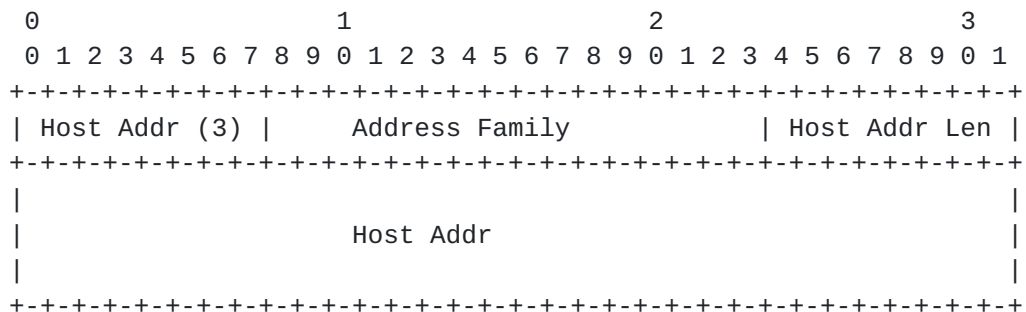 0                   1                   2                   3
 0 1 2 3 4 5 6 7 8 9 0 1 2 3 4 5 6 7 8 9 0 1 2 3 4 5 6 7 8 9 0 1
+-+-+-+-+-+-+-+-+-+-+-+-+-+-+-+-+-+-+-+-+-+-+-+-+-+-+-+-+-+-+-+-+
| Host Addr (3) |     Address Family            | Host Addr Len |
+-+-+-+-+-+-+-+-+-+-+-+-+-+-+-+-+-+-+-+-+-+-+-+-+-+-+-+-+-+-+-+-+
|                                                               |
|                     Host Addr                                 |
|                                                               |
+-+-+-+-+-+-+-+-+-+-+-+-+-+-+-+-+-+-+-+-+-+-+-+-+-+-+-+-+-+-+-+-+